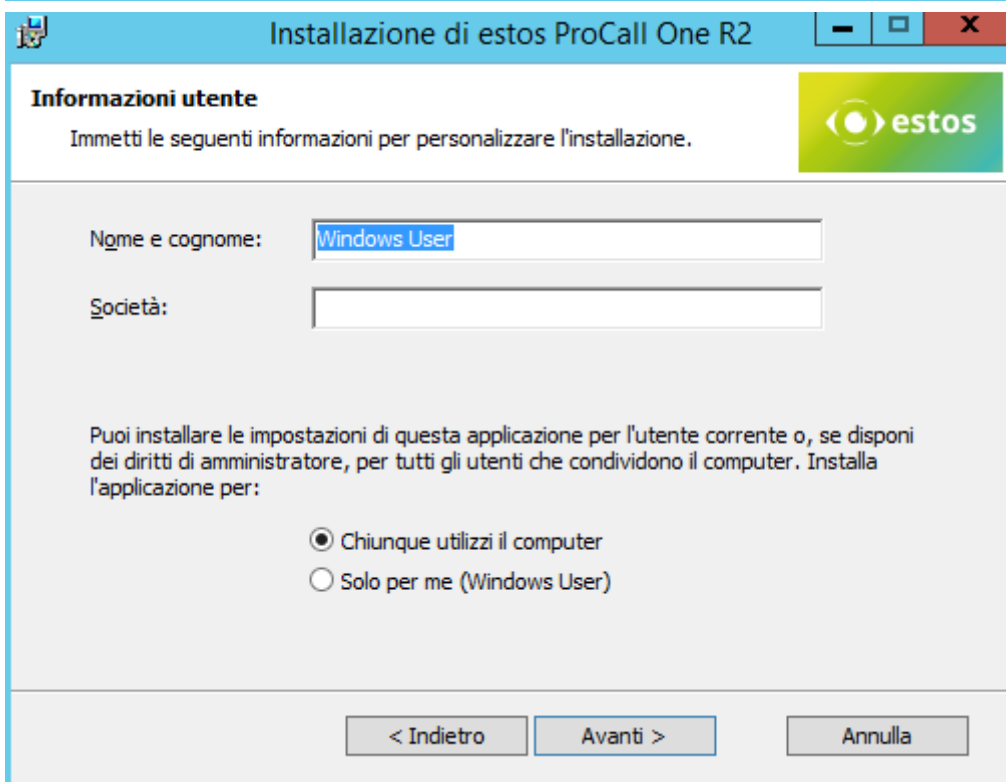 Installazione di estos ProCall One R2
Informazioni utente
Immetti le seguenti informazioni per personalizzare l'installazione.
estos
Nome e cognome:
Windows User
Società:
Puoi installare le impostazioni di questa applicazione per l'utente corrente o, se disponi
dei diritti di amministratore, per tutti gli utenti che condividono il computer. Installa
l'applicazione per:
Chiunque utilizzi il computer
Solo per me (Windows User)
< Indietro
Avanti >
Annulla